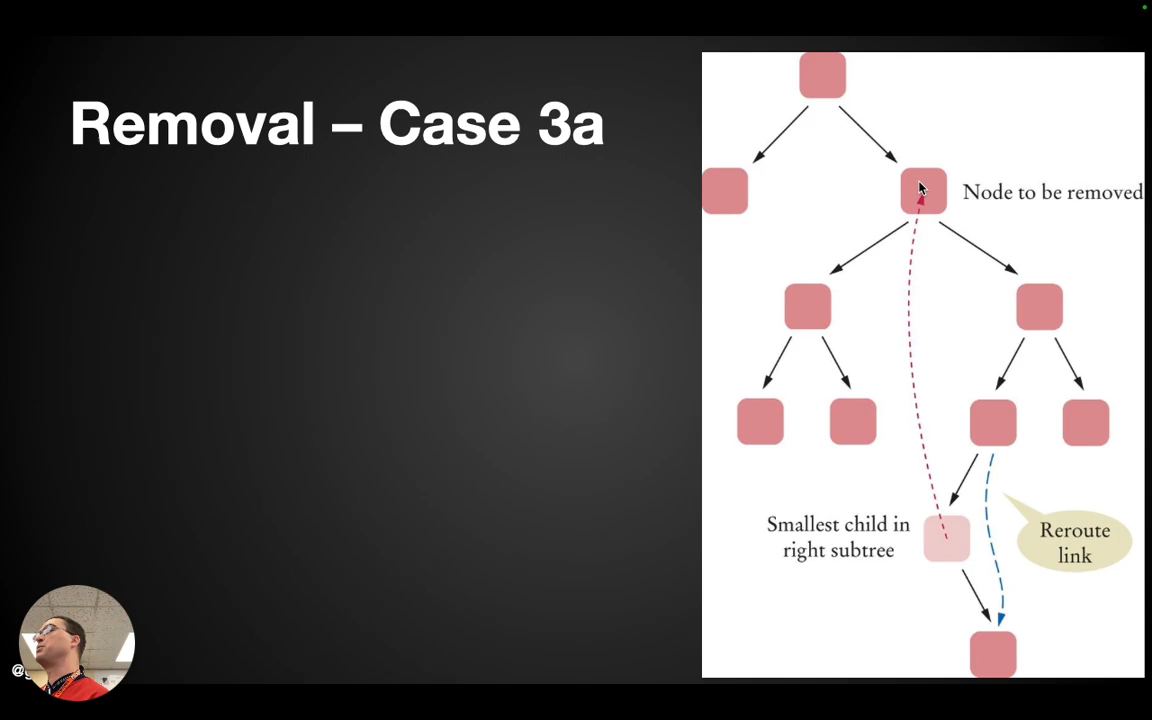 Removal – Case 3a
Node to be removed
Smallest child in
right subtree
Reroute
link
@